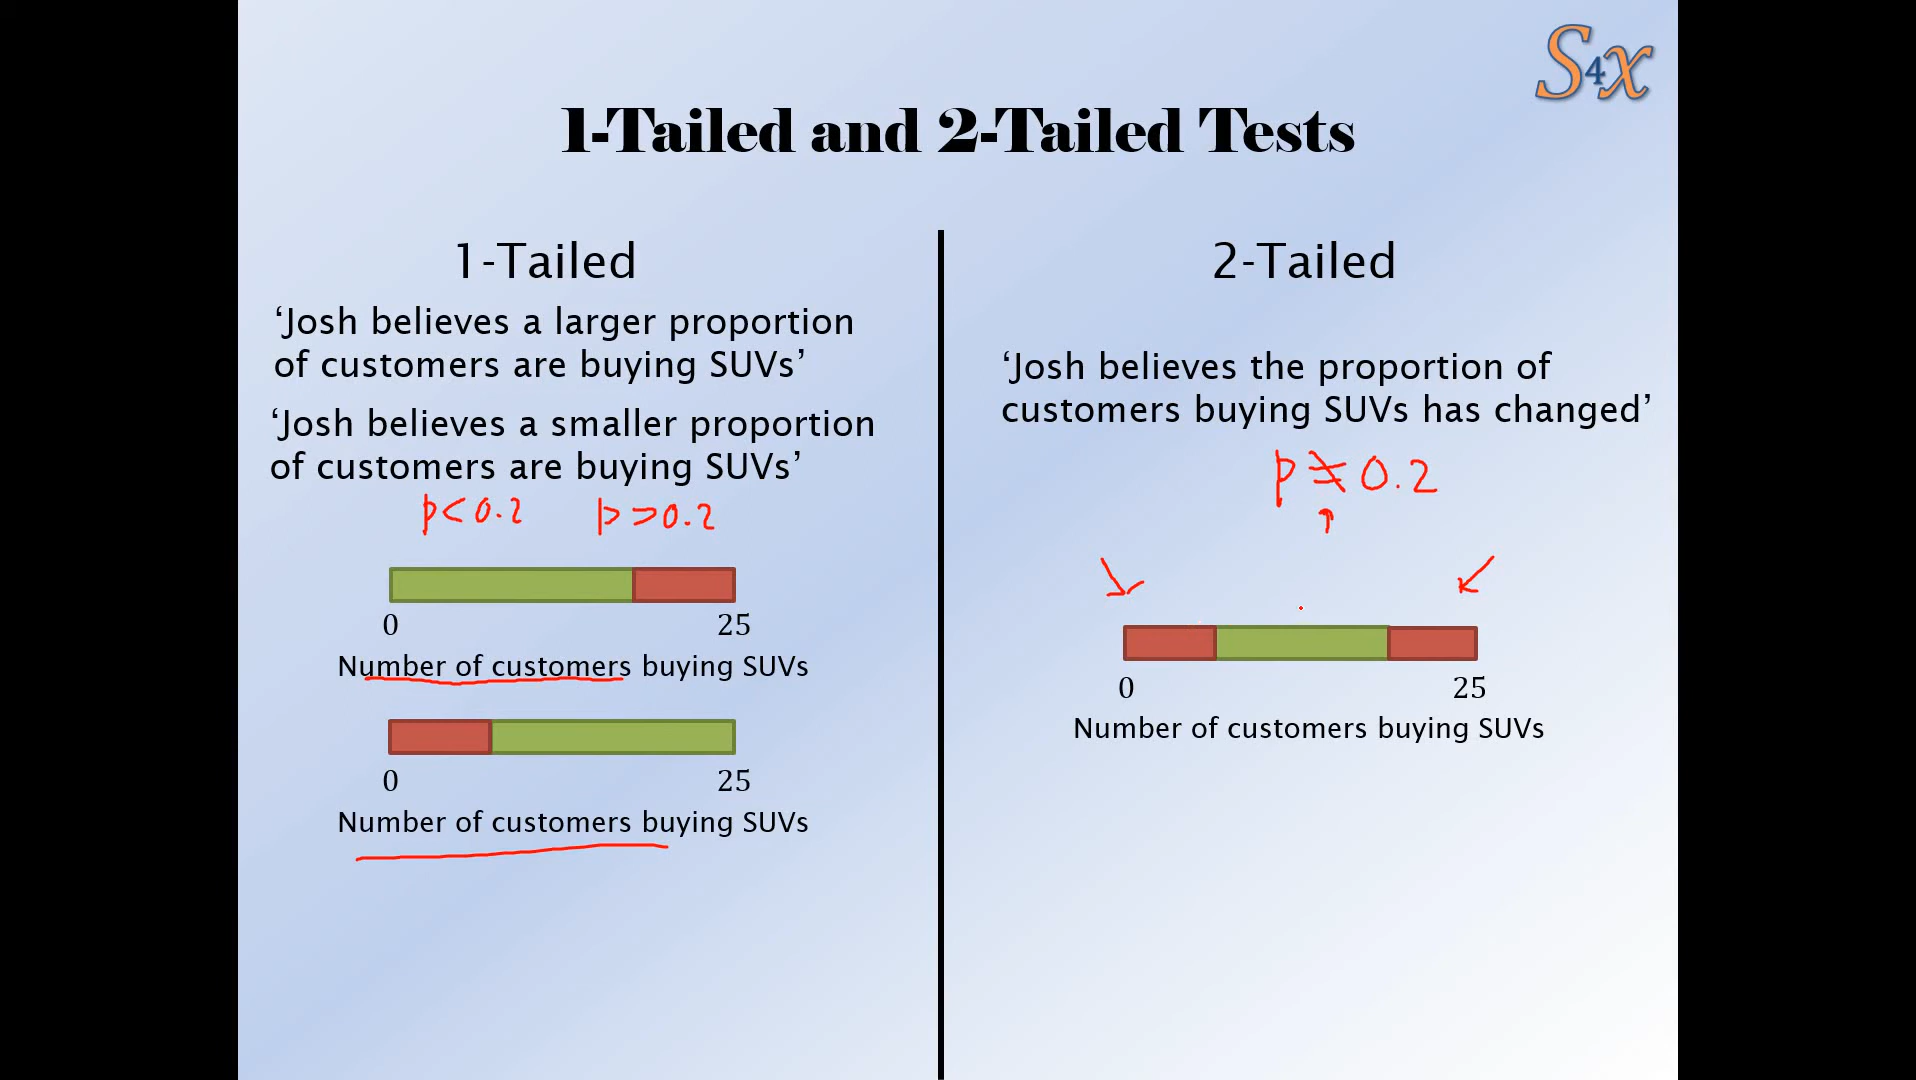 S4x
1-Tailed and 2-Tailed Tests
1-Tailed
‘Josh believes a larger proportion
of customers are buying SUVs’
‘Josh believes a smaller proportion
of customers are buying SUVs’
p < 0.2 p > 0.2
0 25
Number of customers buying SUVs
0 25
Number of customers buying SUVs
2-Tailed
‘Josh believes the proportion of
customers buying SUVs has changed’
p ≠ 0.2
0 25
Number of customers buying SUVs